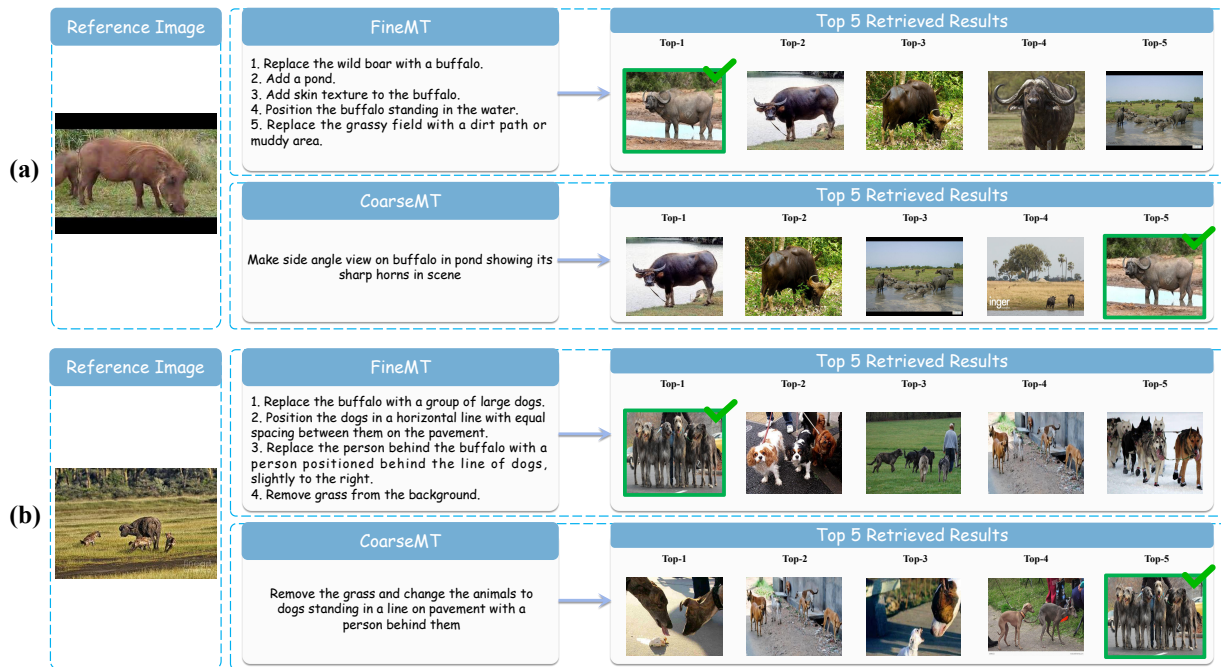 (a)
Reference Image
FineMT
1. Replace the wild boar with a buffalo.
2. Add a pond.
3. Add skin texture to the buffalo.
4. Position the buffalo standing in the water.
5. Replace the grassy field with a dirt path or
muddy area.
Top 5 Retrieved Results
Top-1 Top-2 Top-3 Top-4 Top-5
CoarseMT
Make side angle view on buffalo in pond showing its
sharp horns in scene
Top 5 Retrieved Results
Top-1 Top-2 Top-3 Top-4 Top-5
inger
(b)
Reference Image
FineMT
1. Replace the buffalo with a group of large dogs.
2. Position the dogs in a horizontal line with equal
spacing between them on the pavement.
3. Replace the person behind the buffalo with a
person positioned behind the line of dogs,
slightly to the right.
4. Remove grass from the background.
Top 5 Retrieved Results
Top-1 Top-2 Top-3 Top-4 Top-5
CoarseMT
Remove the grass and change the animals to
dogs standing in a line on pavement with a
person behind them
Top 5 Retrieved Results
Top-1 Top-2 Top-3 Top-4 Top-5